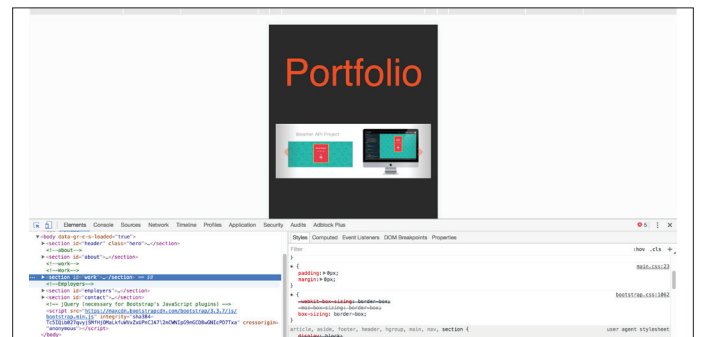 Portfolio
Weather API Project
Elements Console Sources Network Timeline Profiles Application Security Audits Adblock Plus
5
<body data-gr-c-s-loaded="true">
<section id="header" class="hero">…</section>
<!--about-->
<section id="about">…</section>
<!--work-->
<!--Work-->
<section id="work">…</section> == $0
<!--Employers-->
<section id="employers">…</section>
<section id="contact">…</section>
<!-- jQuery (necessary for Bootstrap's JavaScript plugins) -->
<script src="https://maxcdn.bootstrapcdn.com/bootstrap/3.3.7/js/
bootstrap.min.js" integrity="sha384-
crossorigin=
"anonymous"></script>
</body>
Styles Computed Event Listeners DOM Breakpoints Properties
Filter :hov .cls +
}
* { main.css:23
padding:▶0px;
margin:▶0px;
}
* { bootstrap.css:1062
-webkit-box-sizing: border-box;
-moz-box-sizing: border-box;
box-sizing: border-box;
}
article, aside, footer, header, hgroup, main, nav, section { user agent stylesheet
display: block;